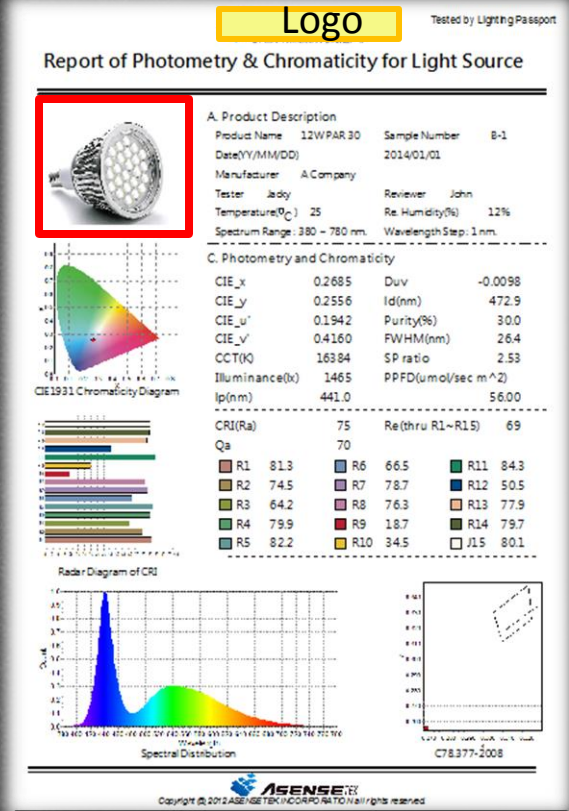 Logo
Tested by Lighting Passport
Report of Photometry & Chromaticity for Light Source
A. Product Description
Product Name 12W PAR 30 Sample Number B-1
Date(YY/MM/DD) 2014/01/01
Manufacturer A Company
Tester Jacky Reviewer John
Temperature(⁰C) 25 Re. Humidity(%) 12%
Spectrum Range : 380 ~ 780 nm. Wavelength Step : 1 nm.
C. Photometry and Chromaticity
CIE_x 0.2685 Duv -0.0098
CIE_y 0.2556 ld(nm) 472.9
CIE_u' 0.1942 Purity(%) 30.0
CIE_v' 0.4160 FWHM(nm) 26.4
CCT(K) 16384 SP ratio 2.53
Illuminance(lx) 1465 PPFD(umol/sec m^2)
lp(nm) 441.0 56.00
CIE1931 Chromaticity Diagram
CRI(Ra) 75 Re(thru R1~R15) 69
Qa 70
R1 81.3 R6 66.5 R11 84.3
R2 74.5 R7 78.7 R12 50.5
R3 64.2 R8 76.3 R13 77.9
R4 79.9 R9 18.7 R14 79.7
R5 82.2 R10 34.5 J15 80.1
Radar Diagram of CRI
Spectral Distribution
C78.377-2008
ASENSETEK
Copyright (C) 2012 ASENSETEK INCORPORATION all rights reserved.